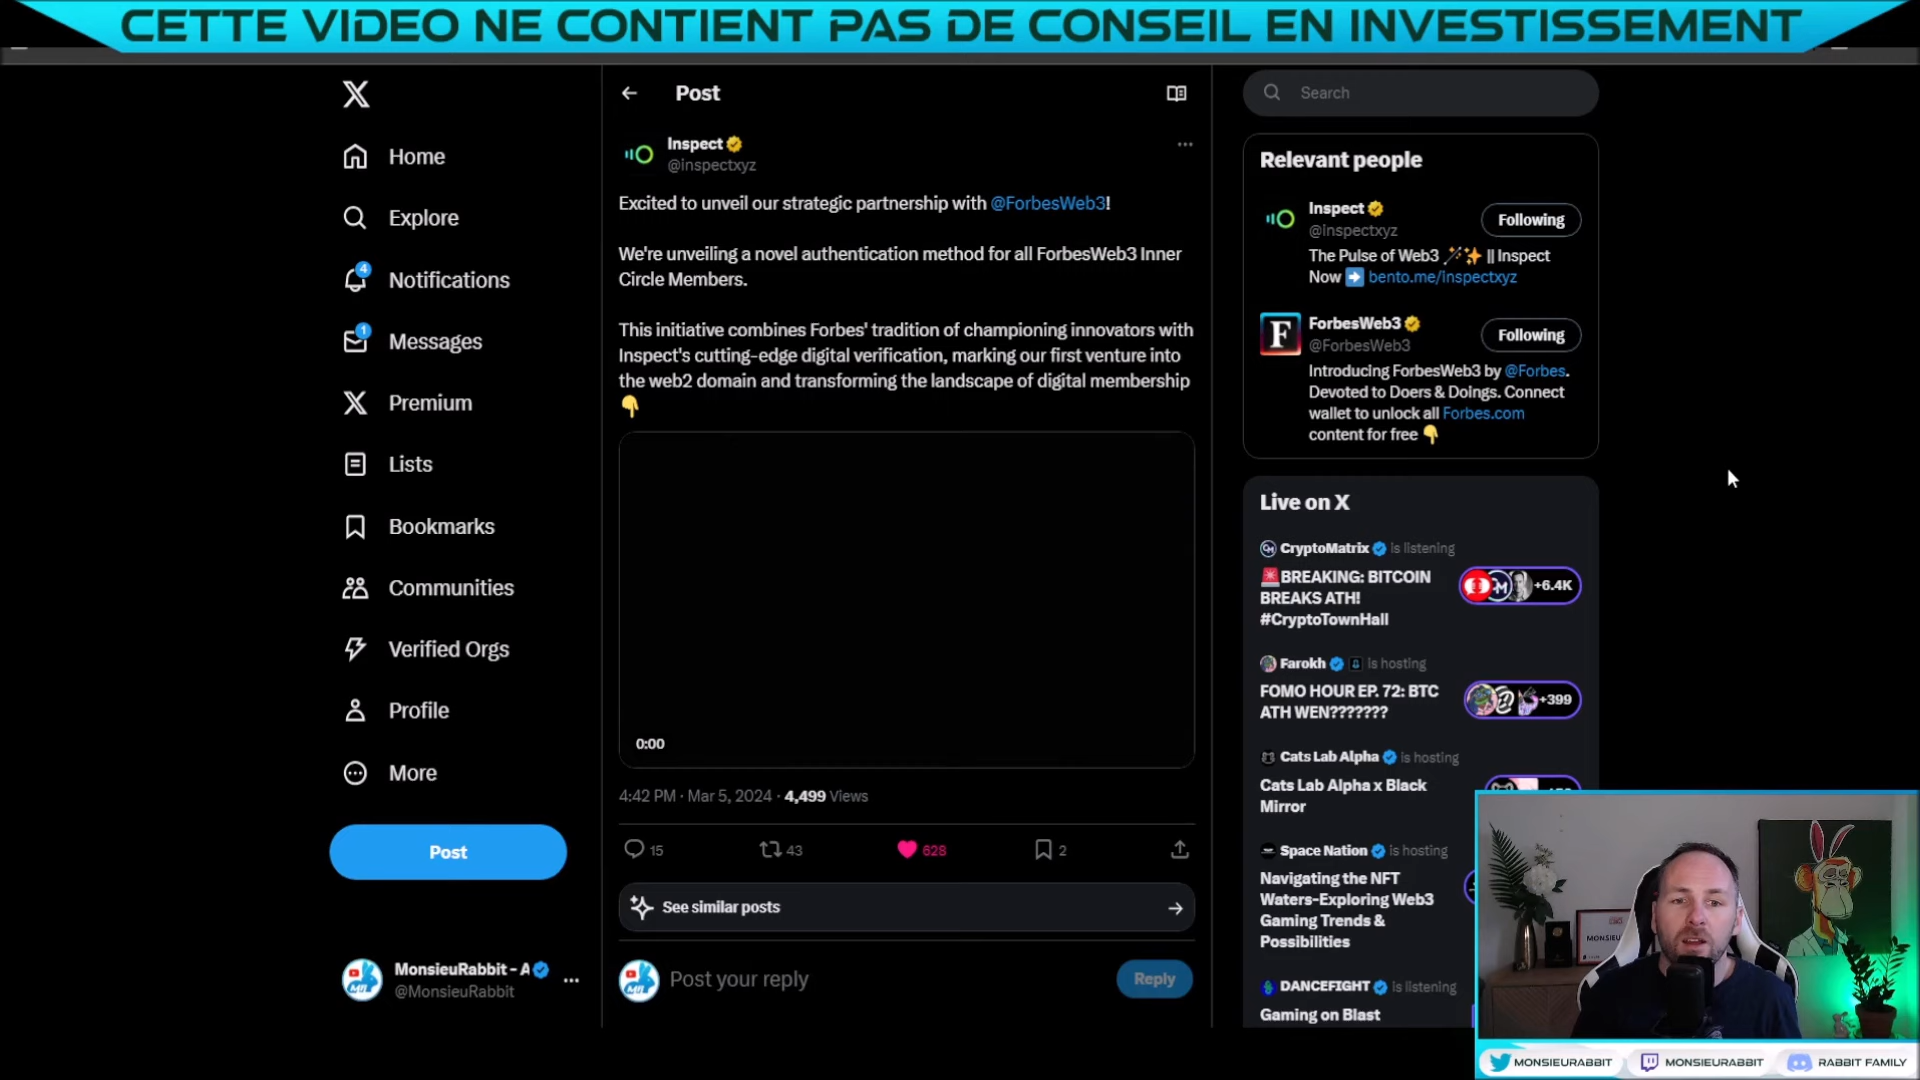 CETTE VIDEO NE CONTIENT PAS DE CONSEIL EN INVESTISSEMENT
Home
Explore
4
Notifications
1
Messages
Premium
Lists
Bookmarks
Communities
Verified Orgs
Profile
More
Post
MonsieurRabbit - A
@MonsieuRabbit
Post
Inspect
@inspectxyz
Excited to unveil our strategic partnership with @ForbesWeb3!
We're unveiling a novel authentication method for all ForbesWeb3 Inner
Circle Members.
This initiative combines Forbes' tradition of championing innovators with
Inspect's cutting-edge digital verification, marking our first venture into
the web2 domain and transforming the landscape of digital membership
👇
0:00
4:42 PM · Mar 5, 2024 · 4,499 Views
15
43
628
2
See similar posts
Post your reply
Reply
Search
Relevant people
Inspect
@inspectxyz
Following
The Pulse of Web3 🪄✨ || Inspect
Now ➡️ bento.me/inspectxyz
F
ForbesWeb3
@ForbesWeb3
Following
Introducing ForbesWeb3 by @Forbes.
Devoted to Doers & Doings. Connect
wallet to unlock all Forbes.com
content for free 👇
Live on X
CryptoMatrix is listening
🚨BREAKING: BITCOIN
BREAKS ATH!
#CryptoTownHall
+6.4K
Farokh is hosting
FOMO HOUR EP. 72: BTC
ATH WEN???????
+399
Cats Lab Alpha is hosting
Cats Lab Alpha x Black
Mirror
Space Nation is hosting
Navigating the NFT
Waters-Exploring Web3
Gaming Trends &
Possibilities
DANCEFIGHT is listening
Gaming on Blast
MONSIEURABBIT
MONSIEURABBIT
RABBIT FAMILY